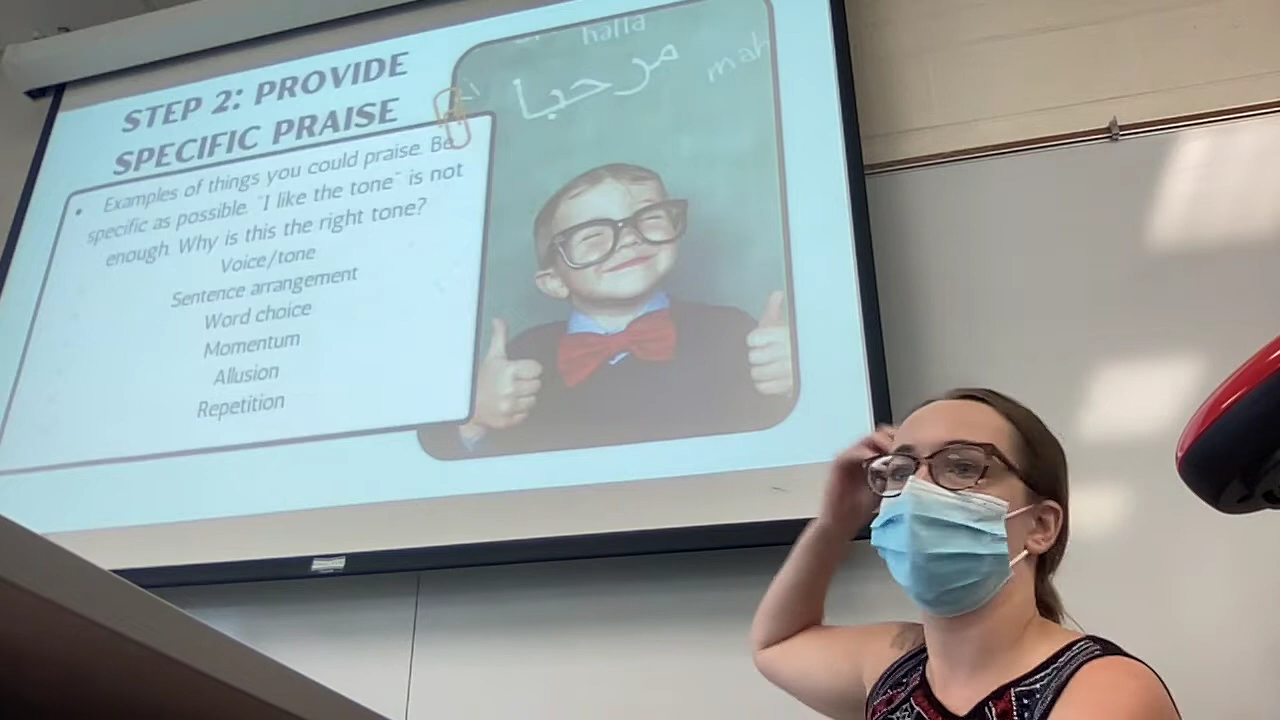 STEP 2: PROVIDE
SPECIFIC PRAISE
• Examples of things you could praise. Be
specific as possible. "I like the tone" is not
enough. Why is this the right tone?
Voice/tone
Sentence arrangement
Word choice
Momentum
Allusion
Repetition
halla
مرحبا
mah